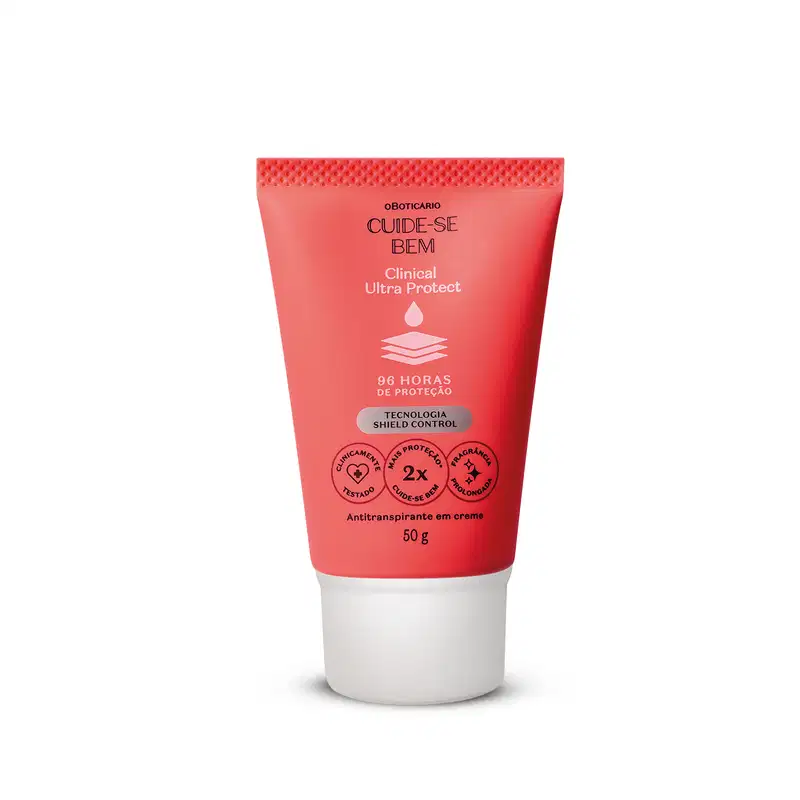 oBOTICÁRIO
CUIDE-SE
BEM
Clinical
Ultra Protect
96 HORAS
DE PROTEÇÃO
TECNOLOGIA
SHIELD CONTROL
CLINICAMENTE
TESTADO
MAIS PROTEÇÃO*
2x
CUIDE-SE BEM
FRAGRÂNCIA
PROLONGADA
Antitranspirante em creme
50 g